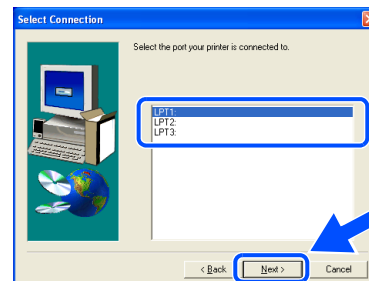 Select Connection
Select the port your printer is connected to.
LPT1:
LPT2:
LPT3:
< Back Next > Cancel